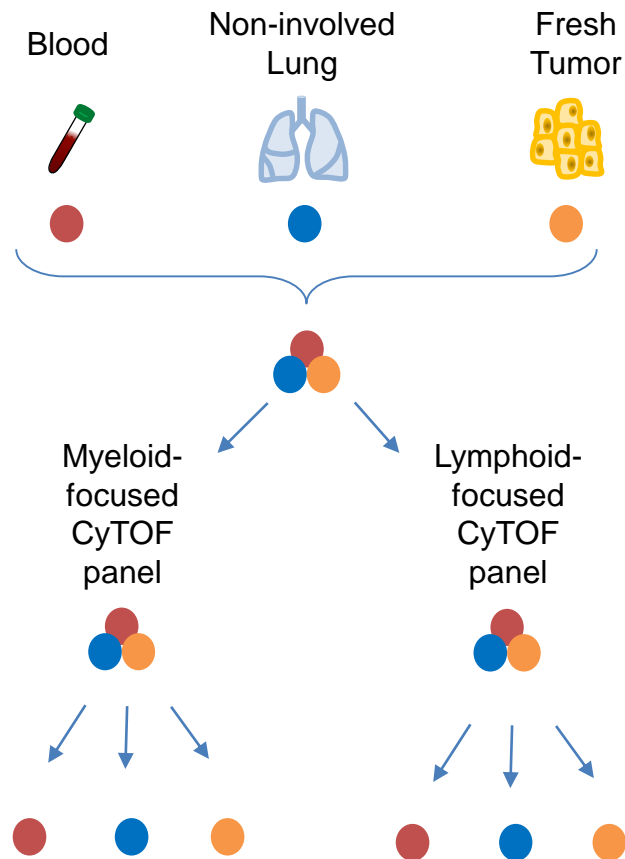 Blood
Non-involved
Lung
Fresh
Tumor
Myeloid-
focused
CyTOF
panel
Lymphoid-
focused
CyTOF
panel